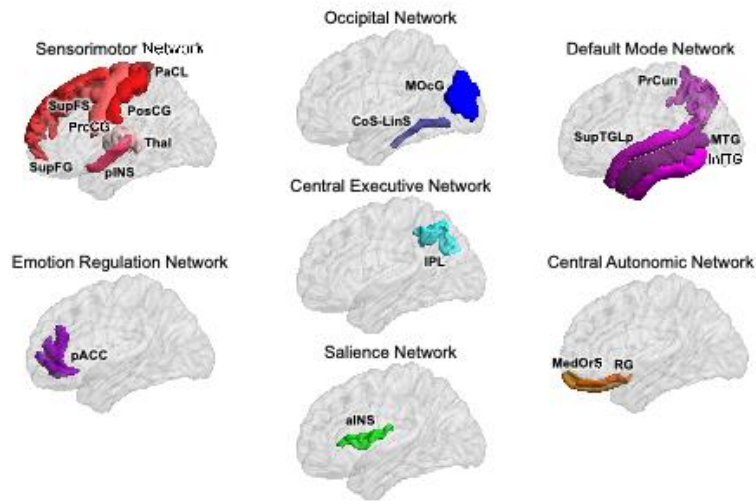 Occipital Network
Sensorimotor Network
Default Mode Network
PaCL
PrCun
MOcG
SupFS
PosCG
CoS-LinS
PrcCG
SupTGLp
MTG
Thal
InfTG
SupFG
pINS
Central Executive Network
Emotion Regulation Network
IPL
Central Autonomic Network
pACC
Salience Network
MedOrS RG
aINS